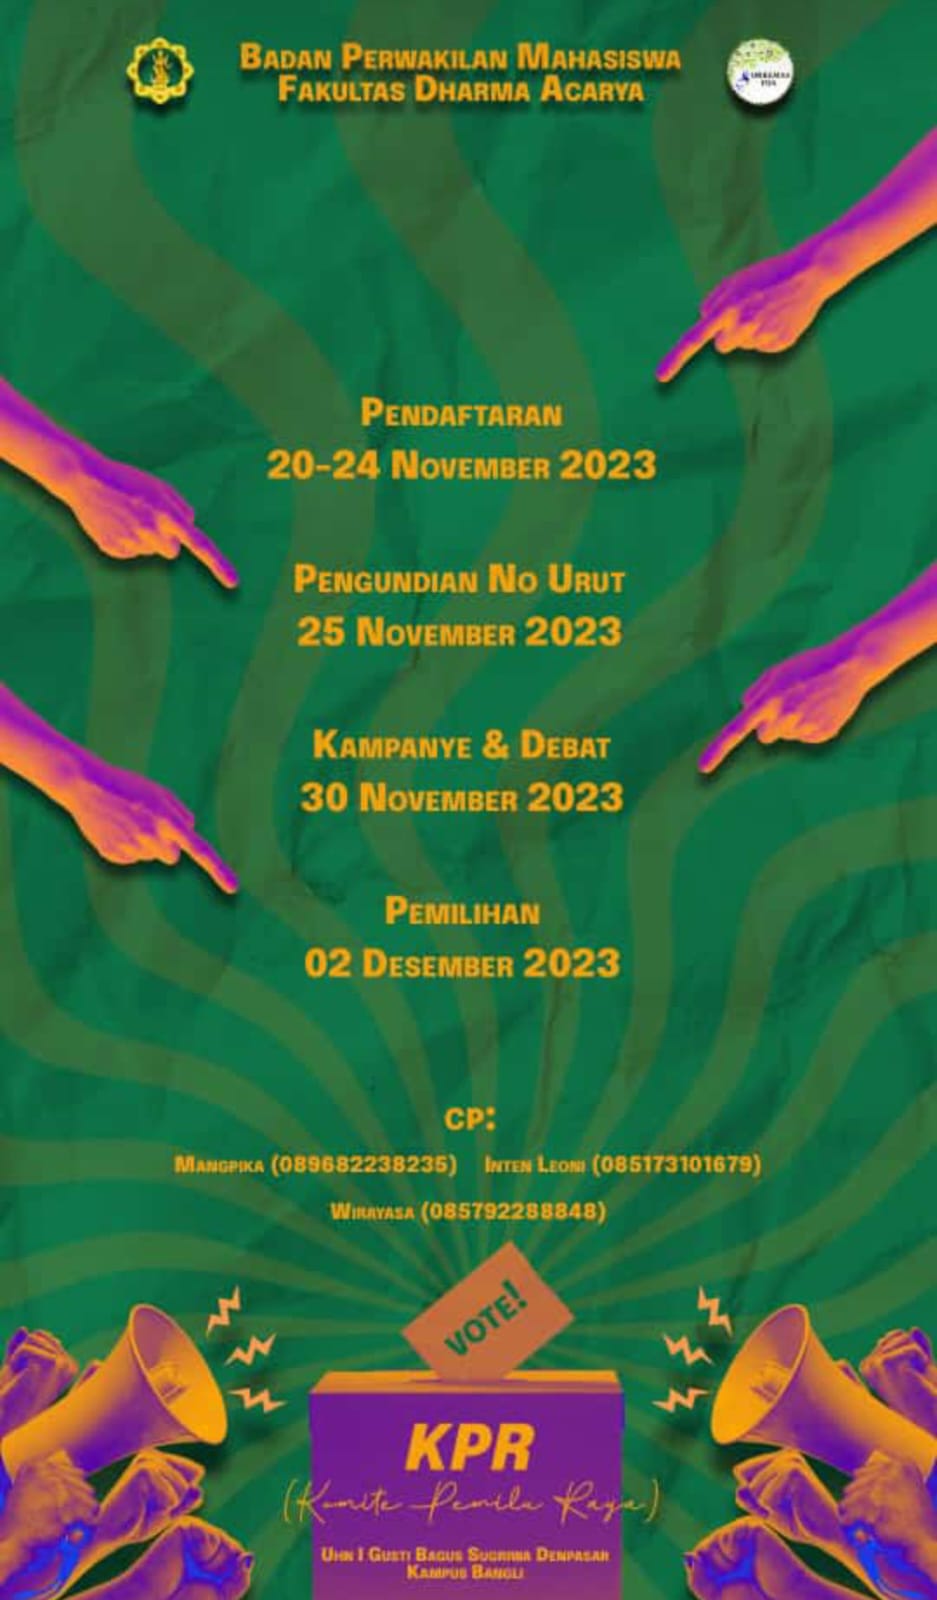 Badan Perwakilan Mahasiswa
Fakultas Dharma Acarya
Pendaftaran
20-24 November 2023
Pengundian No Urut
25 November 2023
Kampanye & Debat
30 November 2023
Pemilihan
02 Desember 2023
CP:
Mangpika (089682238235) Inten Leoni (085173101679)
Wirayasa (085792288848)
VOTE!
KPR
(Komite Pemilu Raya)
Uhn I Gusti Bagus Sugriwa Denpasar
Kampus Bangli